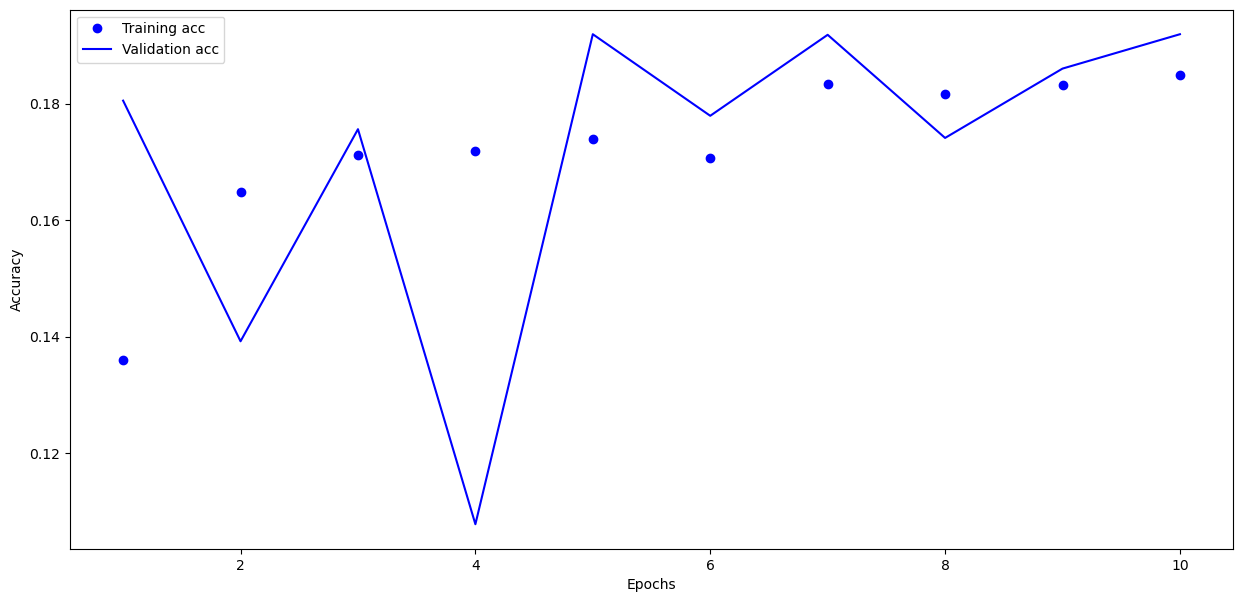 Training acc
Validation acc
0.18
0.16
0.14
0.12
Accuracy
2
4
6
8
10
Epochs